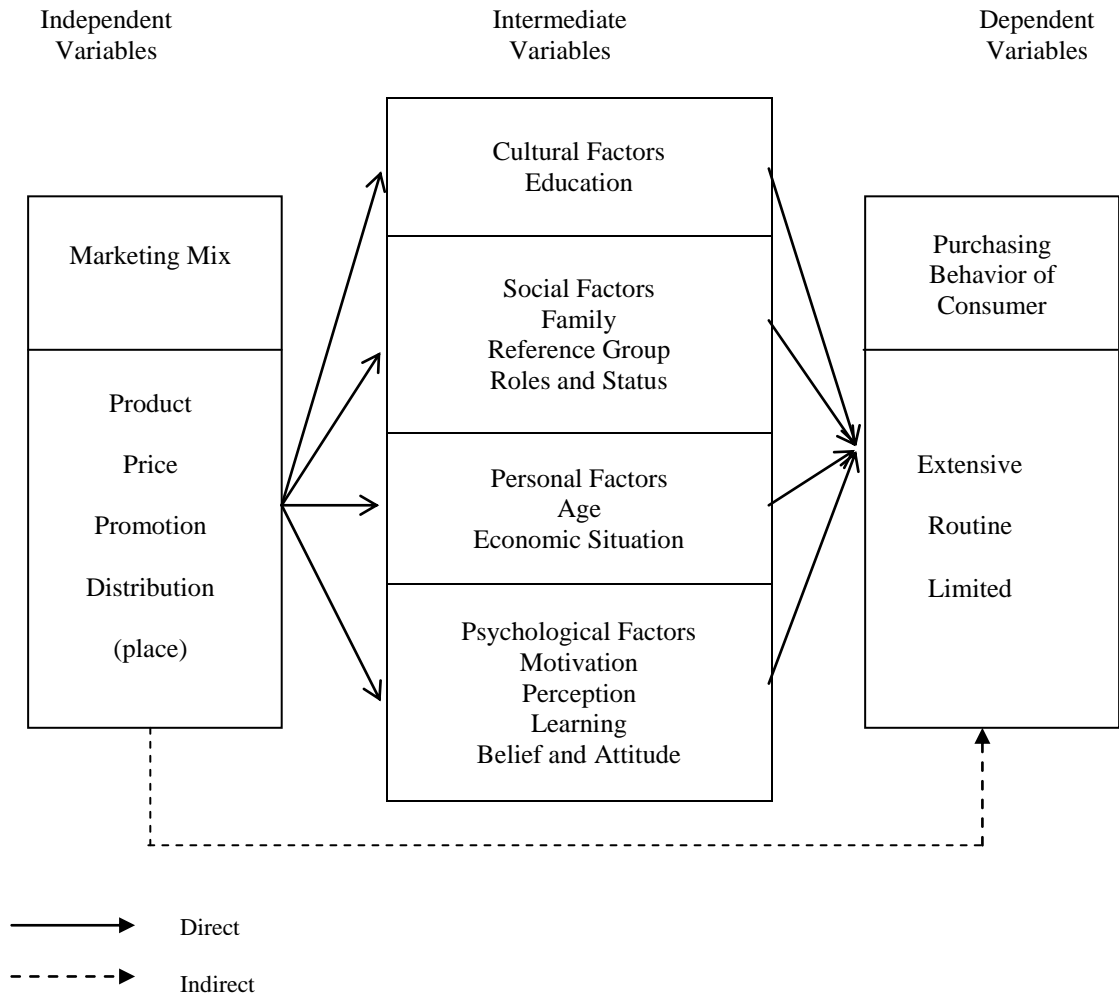 Independent
Variables
Intermediate
Variables
Dependent
Variables
Marketing Mix
Product
Price
Promotion
Distribution
(place)
Cultural Factors
Education
Social Factors
Family
Reference Group
Roles and Status
Personal Factors
Age
Economic Situation
Psychological Factors
Motivation
Perception
Learning
Belief and Attitude
Purchasing
Behavior of
Consumer
Extensive
Routine
Limited
Direct
Indirect